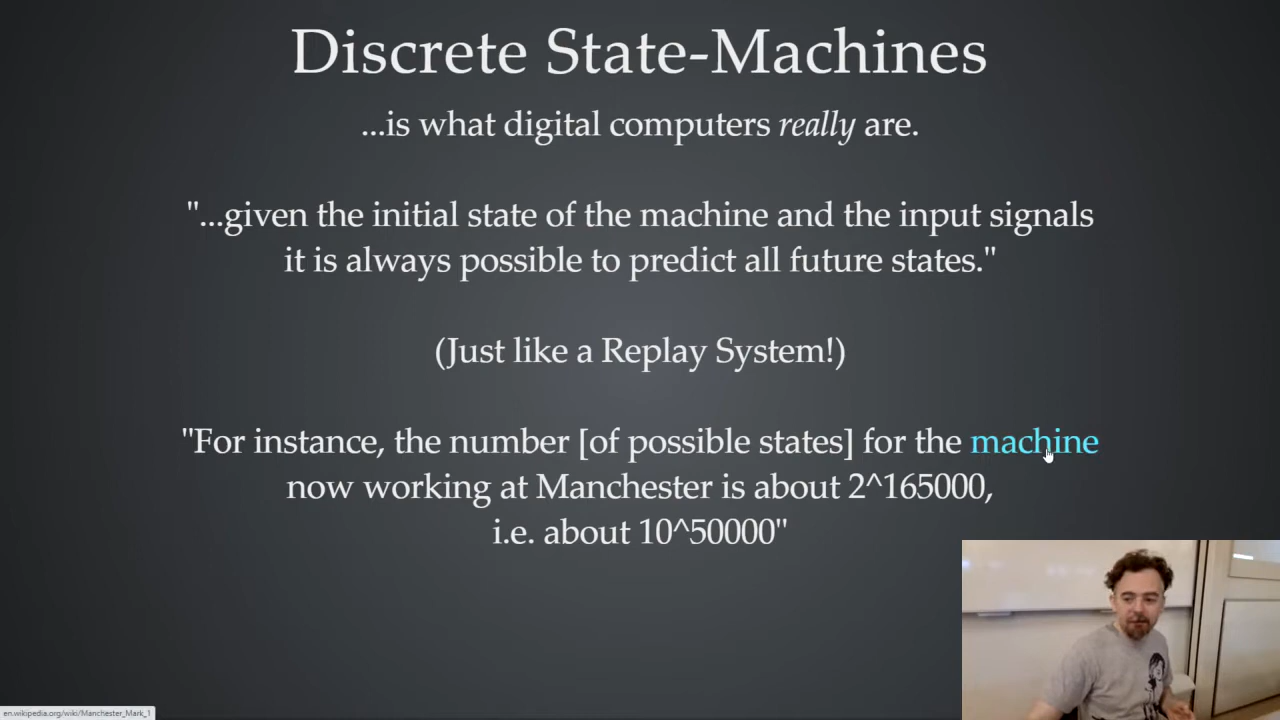 Discrete State-Machines
...is what digital computers really are.
"...given the initial state of the machine and the input signals
it is always possible to predict all future states."
(Just like a Replay System!)
"For instance, the number [of possible states] for the machine
now working at Manchester is about 2^165000,
i.e. about 10^50000"
en.wikipedia.org/wiki/Manchester_Mark_1